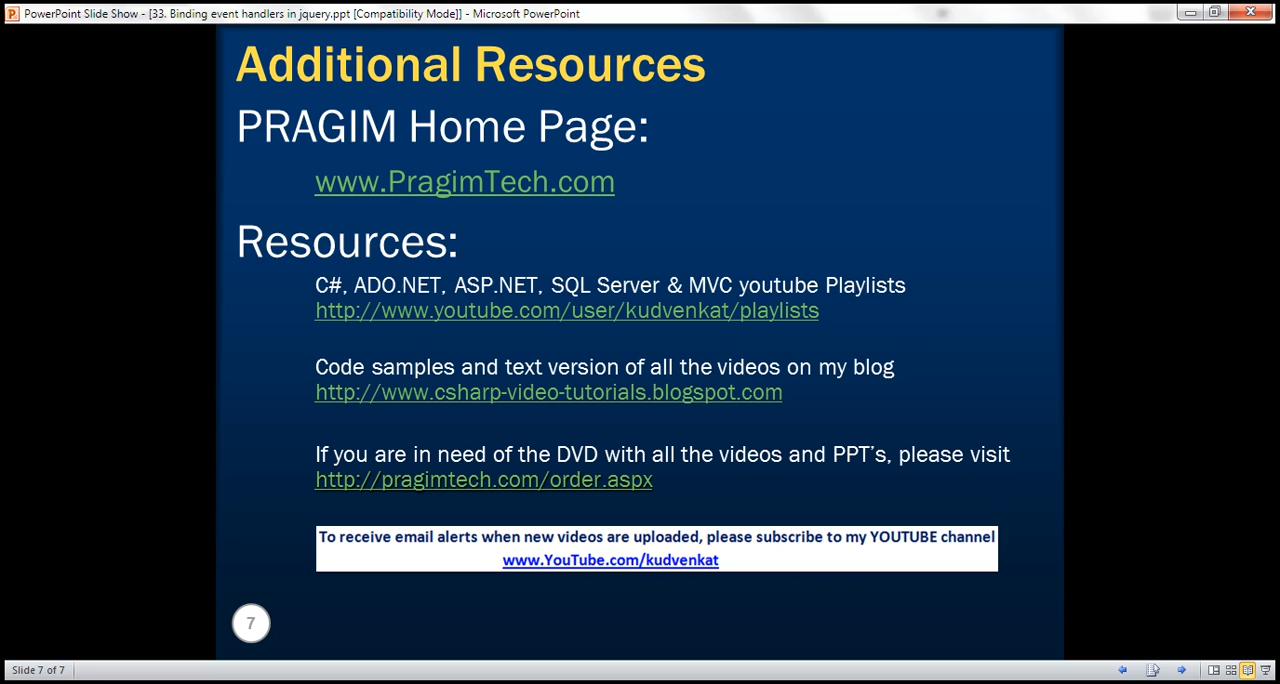 PowerPoint Slide Show - [33. Binding event handlers in jquery.ppt [Compatibility Mode]] - Microsoft PowerPoint
Additional Resources
PRAGIM Home Page:
www.PragimTech.com
Resources:
C#, ADO.NET, ASP.NET, SQL Server & MVC youtube Playlists
http://www.youtube.com/user/kudvenkat/playlists
Code samples and text version of all the videos on my blog
http://www.csharp-video-tutorials.blogspot.com
If you are in need of the DVD with all the videos and PPT’s, please visit
http://pragimtech.com/order.aspx
To receive email alerts when new videos are uploaded, please subscribe to my YOUTUBE channel
www.YouTube.com/kudvenkat
7
Slide 7 of 7